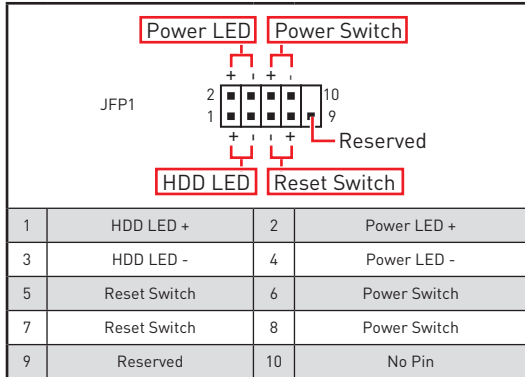 Power LED Power Switch
+ - + -
JFP1
2 10
1 9
+ - - +
Reserved
HDD LED Reset Switch
1 HDD LED + 2 Power LED +
3 HDD LED - 4 Power LED -
5 Reset Switch 6 Power Switch
7 Reset Switch 8 Power Switch
9 Reserved 10 No Pin